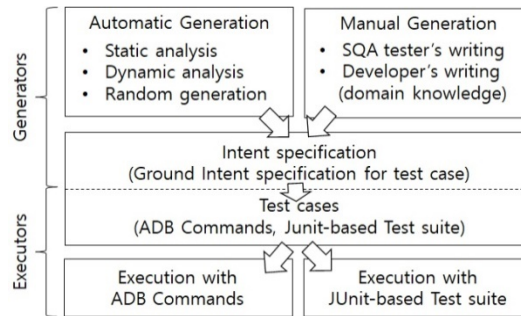 Automatic Generation
• Static analysis
• Dynamic analysis
• Random generation
Manual Generation
• SQA tester's writing
• Developer's writing
(domain knowledge)
Generators
Intent specification
(Ground Intent specification for test case)
Test cases
(ADB Commands, Junit-based Test suite)
Executors
Execution with
ADB Commands
Execution with
JUnit-based Test suite